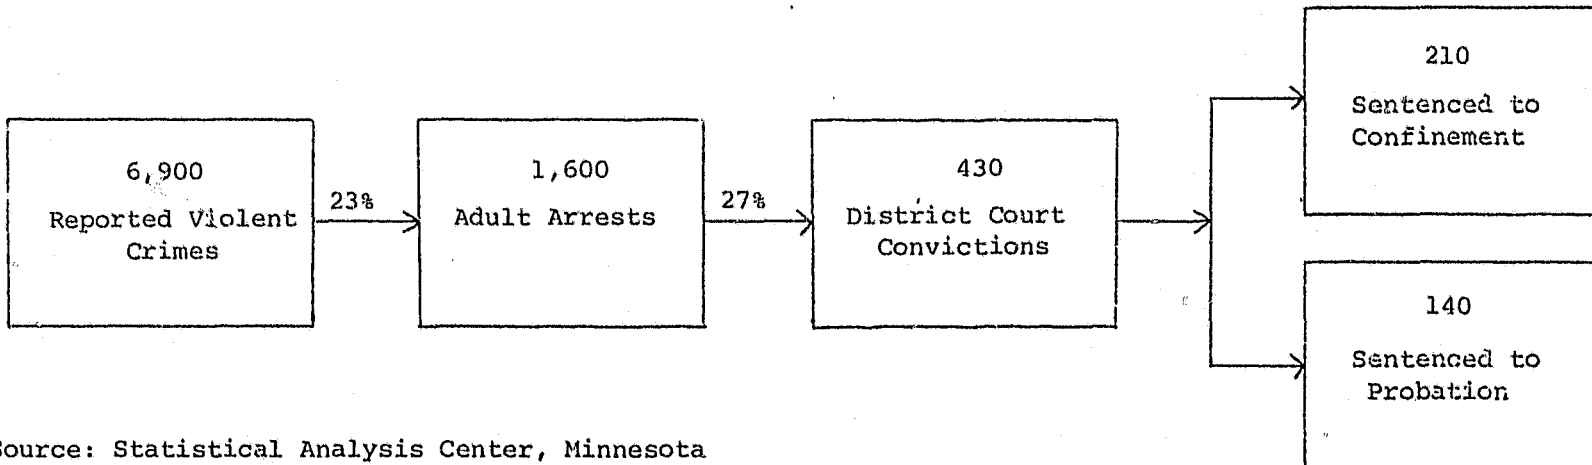 6,900
Reported Violent
Crimes
23%
1,600
Adult Arrests
27%
430
District Court
Convictions
210
Sentenced to
Confinement
140
Sentenced to
Probation
Source: Statistical Analysis Center, Minnesota